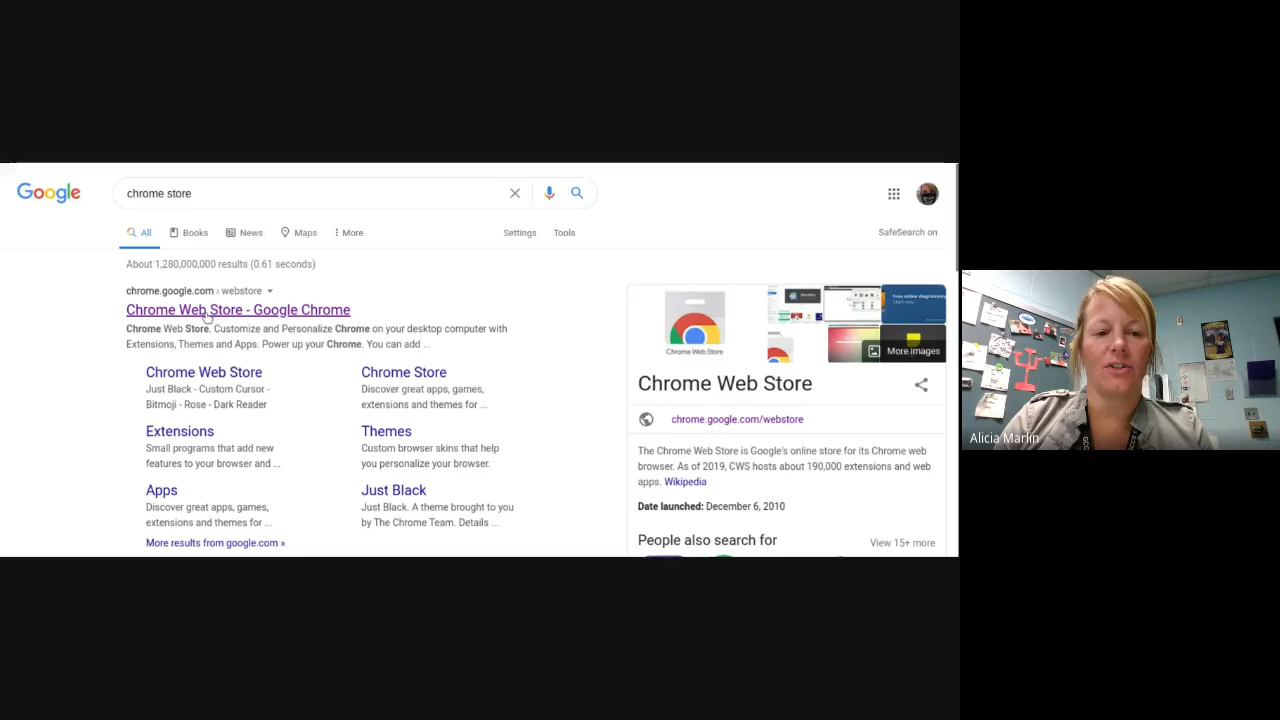 Google
chrome store
All
Books
News
Maps
More
Settings
Tools
SafeSearch on
About 1,280,000,000 results (0.61 seconds)
chrome.google.com › webstore
Chrome Web Store - Google Chrome
Chrome Web Store. Customize and Personalize Chrome on your desktop computer with
Extensions, Themes and Apps. Power up your Chrome. You can add ...
Chrome Web Store
Just Black - Custom Cursor -
Bitmoji - Rose - Dark Reader
Chrome Store
Discover great apps, games,
extensions and themes for ...
Extensions
Small programs that add new
features to your browser and ...
Themes
Custom browser skins that help
you personalize your browser.
Apps
Discover great apps, games,
extensions and themes for ...
Just Black
Just Black. A theme brought to you
by The Chrome Team. Details ...
More results from google.com »
Chrome Web Store
More images
Chrome Web Store
chrome.google.com/webstore
The Chrome Web Store is Google's online store for its Chrome web
browser. As of 2019, CWS hosts about 190,000 extensions and web
apps. Wikipedia
Date launched: December 6, 2010
People also search for
View 15+ more
Alicia Marlin